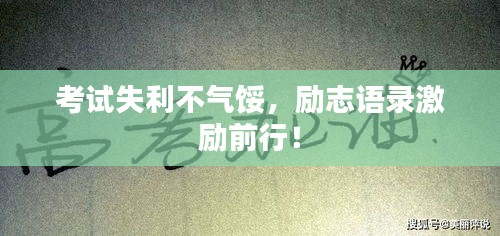 考试失利不气馁，励志语录激
励前行！
搜狐号@美丽萍说